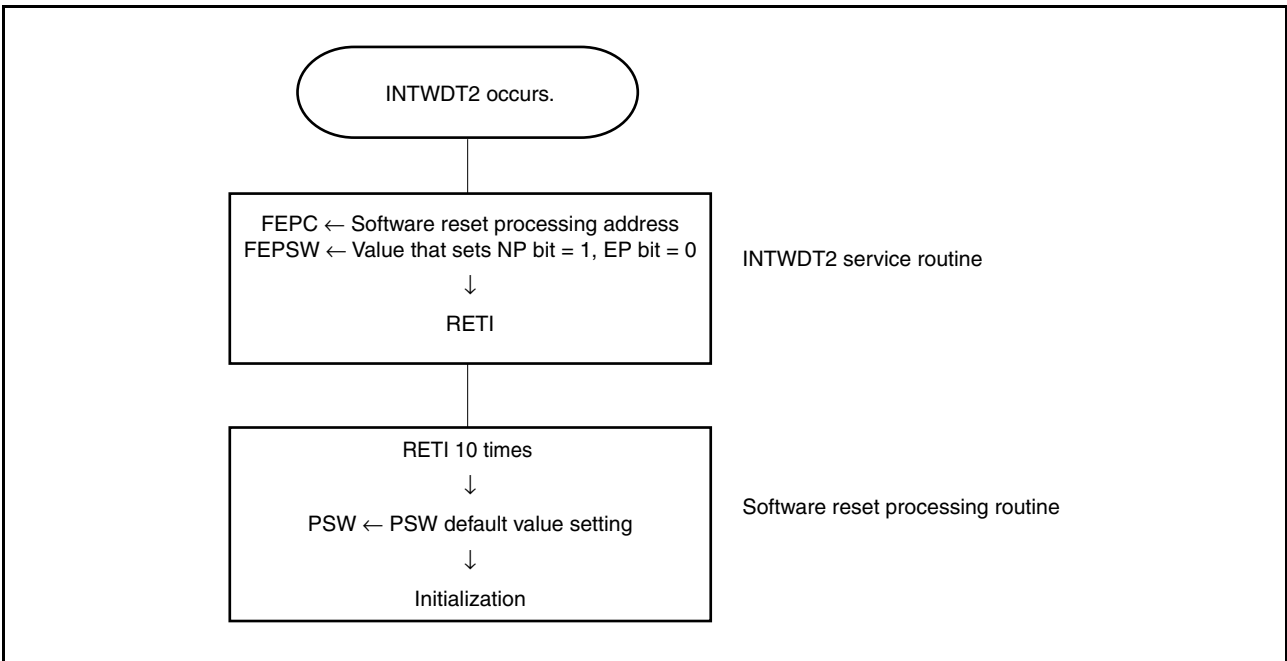 INTWDT2 occurs.
FEPC ← Software reset processing address
FEPSW ← Value that sets NP bit = 1, EP bit = 0
↓
RETI
INTWDT2 service routine
RETI 10 times
↓
PSW ← PSW default value setting
↓
Initialization
Software reset processing routine